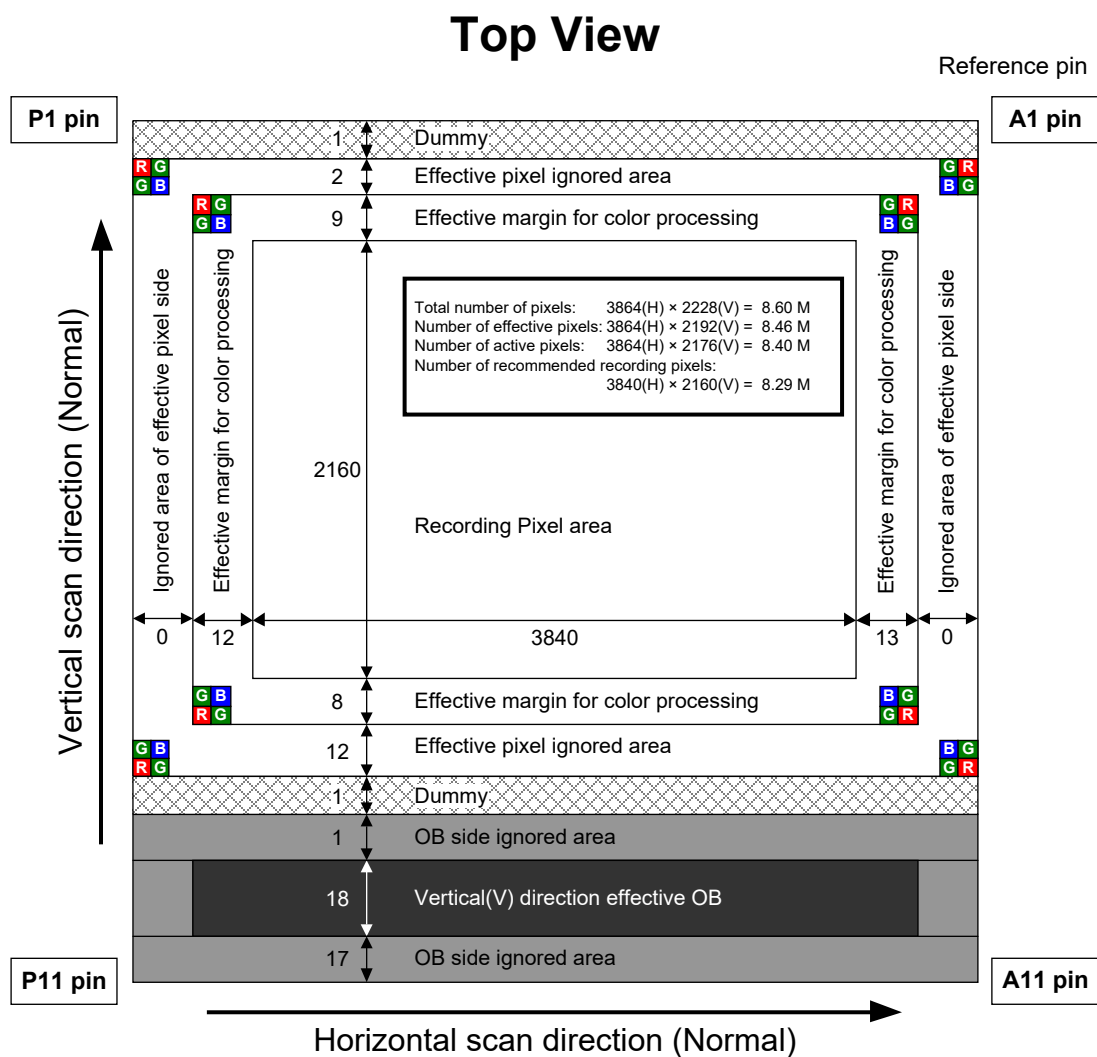 Top View
Reference pin
P1 pin
A1 pin
1 Dummy
R G
G B
G R
B G
2 Effective pixel ignored area
R G
G B
G R
B G
9 Effective margin for color processing
Vertical scan direction (Normal)
Ignored area of effective pixel side
Effective margin for color processing
Total number of pixels: 3864(H) × 2228(V) = 8.60 M
Number of effective pixels: 3864(H) × 2192(V) = 8.46 M
Number of active pixels: 3864(H) × 2176(V) = 8.40 M
Number of recommended recording pixels:
3840(H) × 2160(V) = 8.29 M
Effective margin for color processing
Ignored area of effective pixel side
2160
Recording Pixel area
0 12 3840 13 0
G B
R G
B G
G R
8 Effective margin for color processing
12 Effective pixel ignored area
G B
R G
B G
G R
1 Dummy
1 OB side ignored area
18 Vertical(V) direction effective OB
17 OB side ignored area
P11 pin
A11 pin
Horizontal scan direction (Normal)